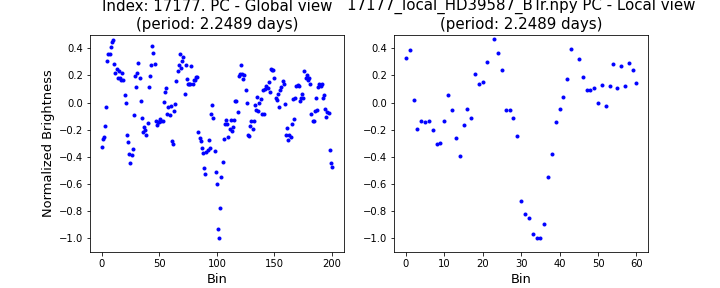 Index: 17177. PC - Global view
(period: 2.2489 days)
17177_local_HD39587_BTr.npy PC - Local view
(period: 2.2489 days)
Normalized Brightness
0.4
0.2
0.0
−0.2
−0.4
−0.6
−0.8
−1.0
0 50 100 150 200
Bin
0.4
0.2
0.0
−0.2
−0.4
−0.6
−0.8
−1.0
0 10 20 30 40 50 60
Bin